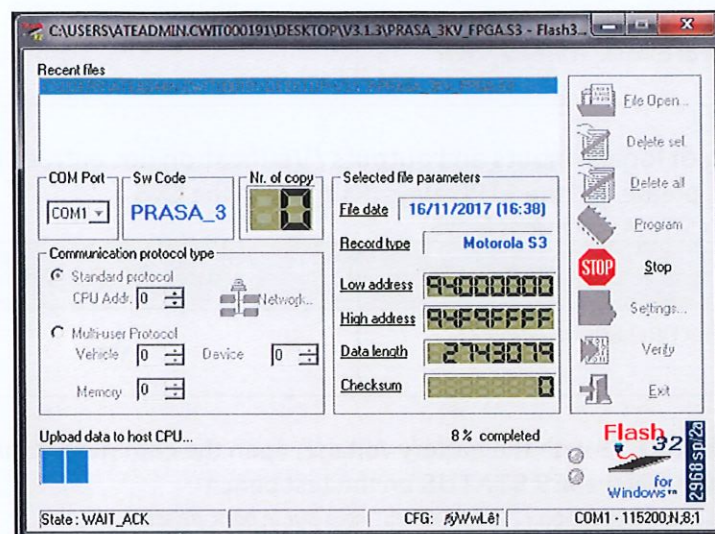 C:\USERS\ATEADMIN.CWIT000191\DESKTOP\V3.1.3\PRASA_3KV_FPGA.S3 - Flash3...
Recent files
File Open...
Delete sel.
Delete all
Program
STOP Stop
Settings...
Verify
Exit
COM Port
COM1
Sw Code
PRASA_3
Nr. of copy
0
Selected file parameters
File date 16/11/2017 (16:38)
Record type Motorola S3
Low address 94000000
High address 94F9FFFF
Data length 2743079
Checksum 0
Communication protocol type
Standard protocol
CPU Addr. 0 Network...
Multi-user Protocol
Vehicle 0 Device 0
Memory 0
Upload data to host CPU...
8 % completed
Flash 32
for
Windows™
2968spi2a
State : WAIT_ACK
CFG:
COM1 - 115200,N;8;1